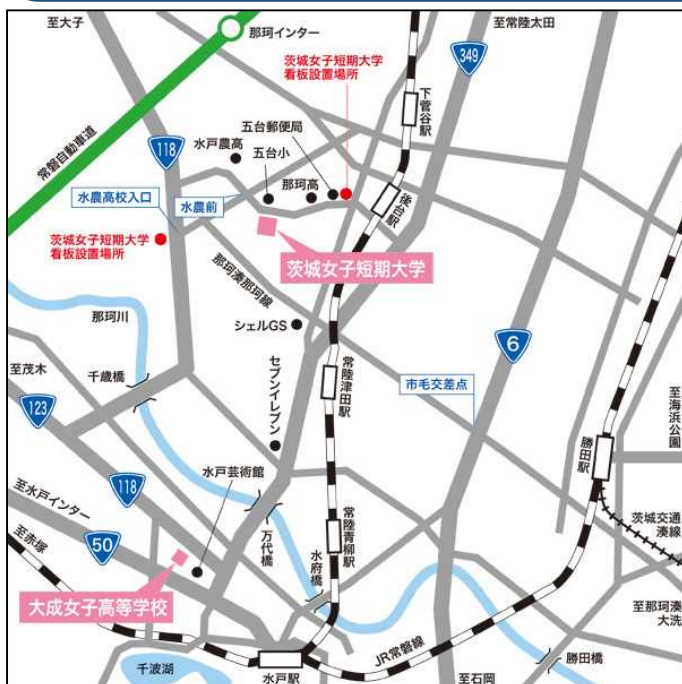 至大子
那珂インター
至常陸太田
茨城女子短期大学
看板設置場所
349
下菅谷駅
常磐自動車道
118
水戸農高
五台郵便局
五台小
那珂高
水農高校入口
水農前
後台駅
茨城女子短期大学
看板設置場所
茨城女子短期大学
那珂湊那珂線
那珂川
シェルGS
6
至茂木
千歳橋
セブンイレブン
常陸津田駅
市毛交差点
至海浜公園
123
勝田駅
118
水戸芸術館
至水戸インター
茨城交通
湊線
至赤塚
50
万代橋
水府橋
常陸青柳駅
大成女子高等学校
至那珂湊
大洗
JR常磐線
千波湖
水戸駅
至石岡
勝田橋